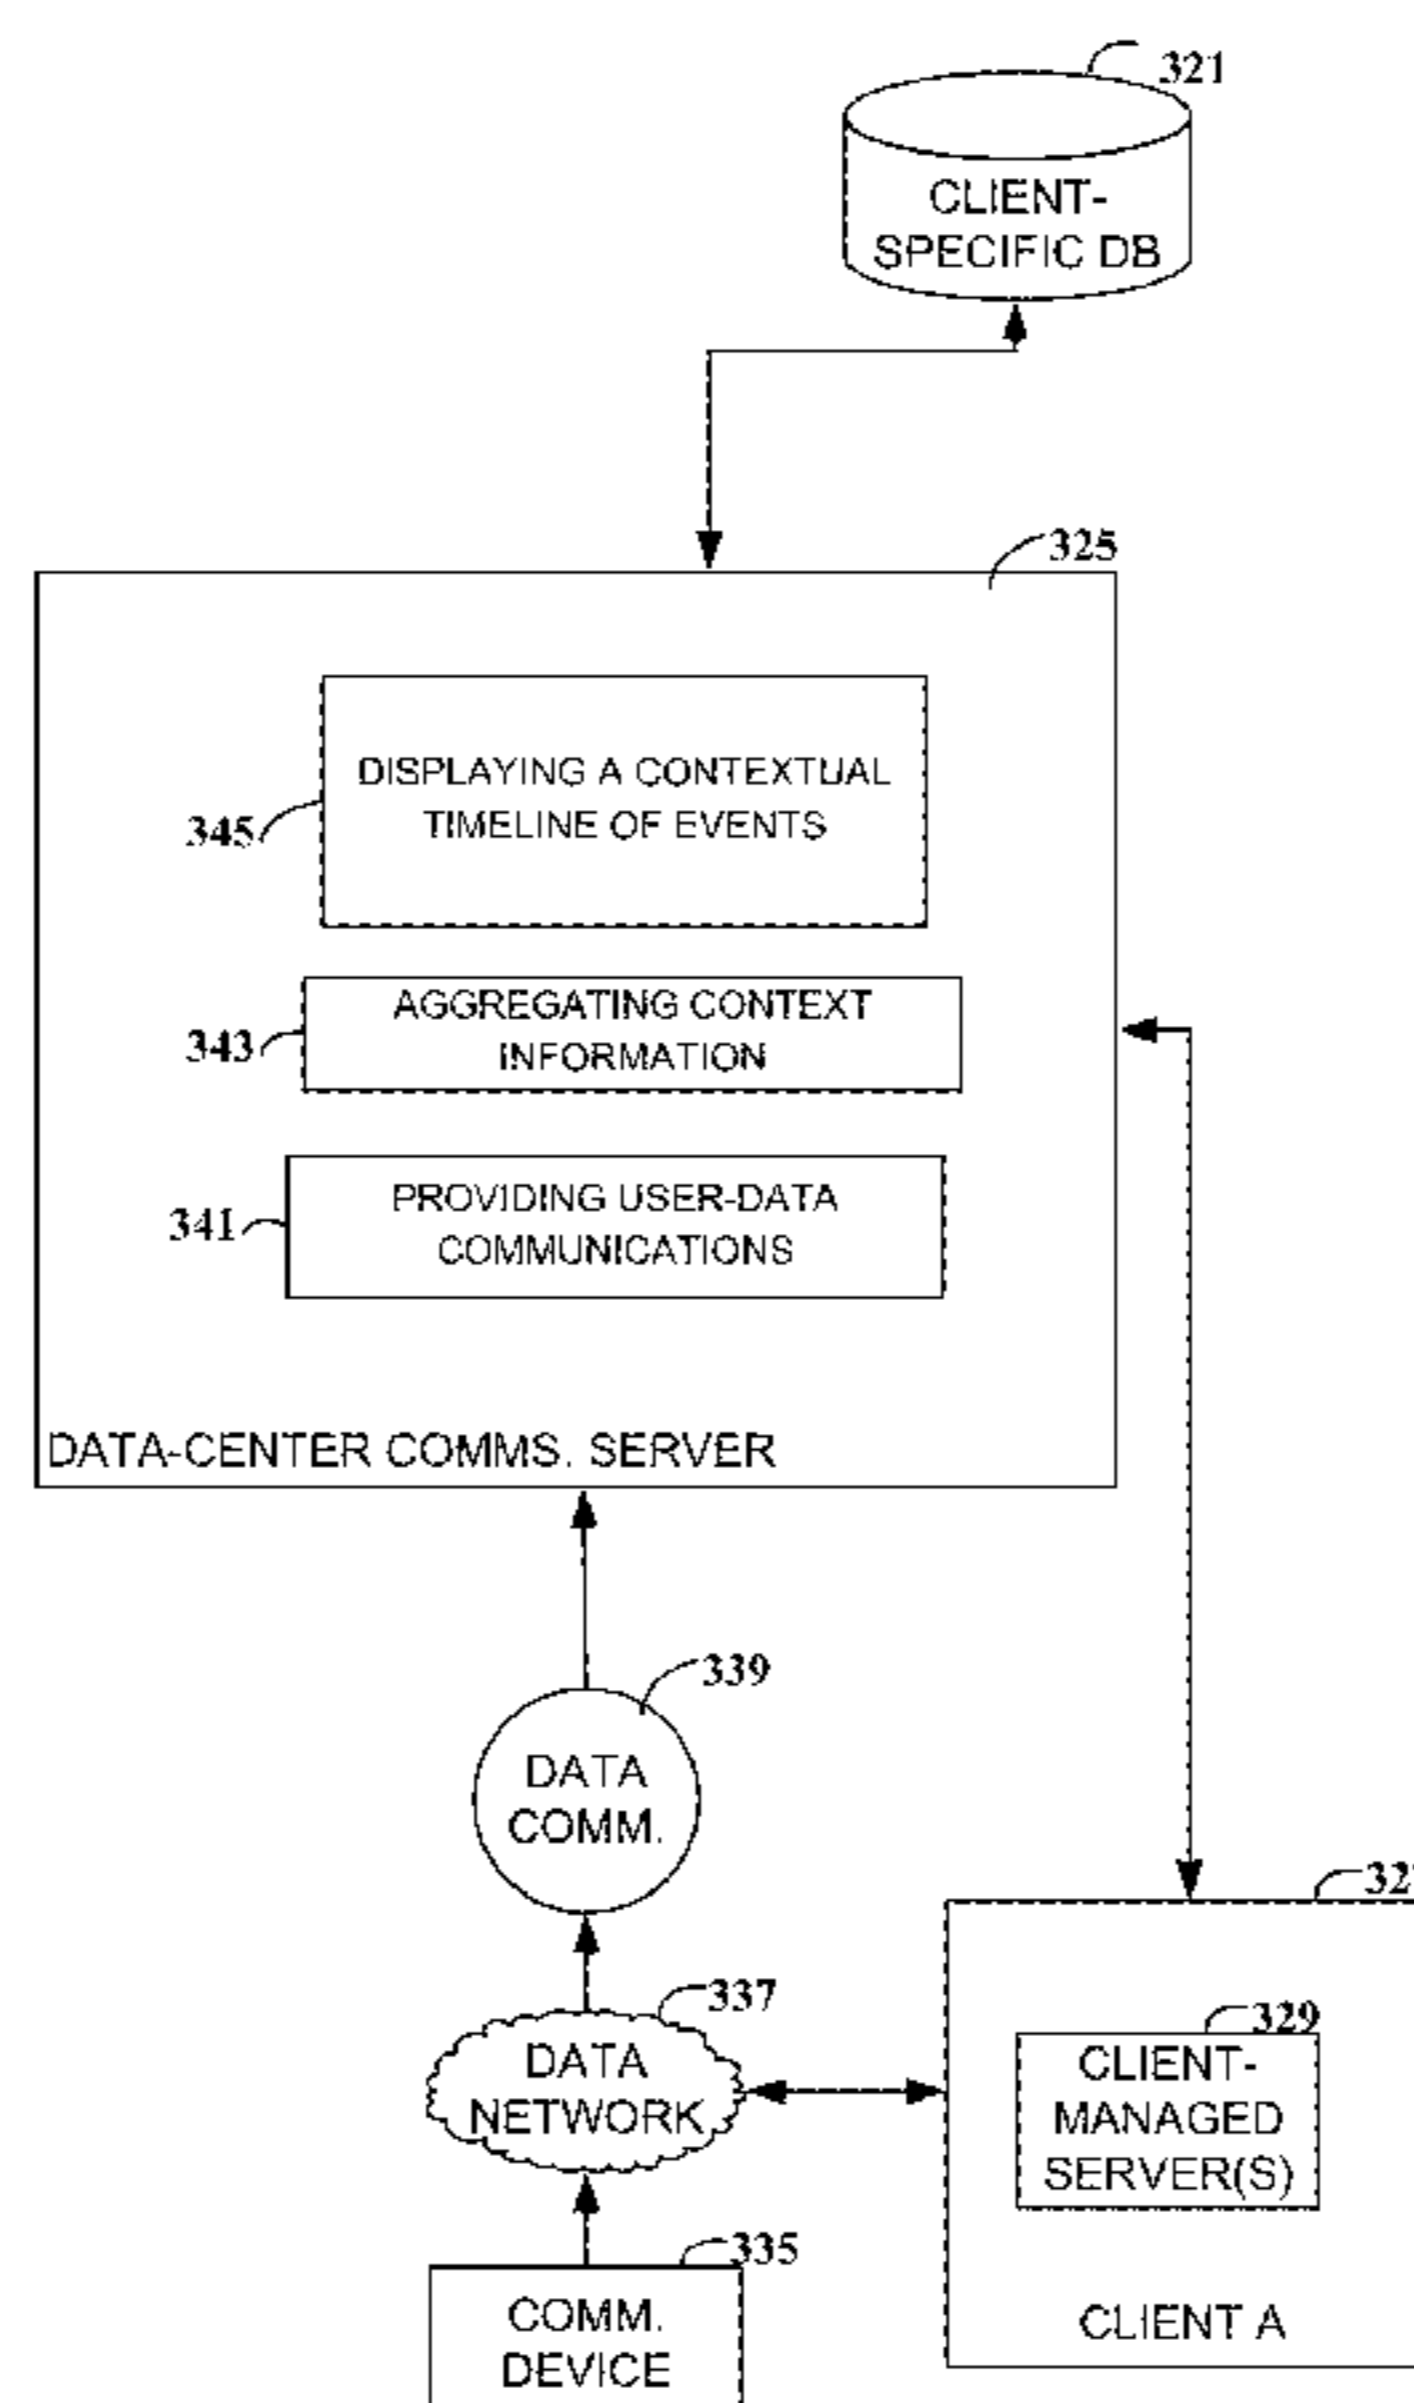 321
CLIENT-
SPECIFIC DB
325
DISPLAYING A CONTEXTUAL
TIMELINE OF EVENTS
345
AGGREGATING CONTEXT
INFORMATION
343
PROVIDING USER-DATA
COMMUNICATIONS
341
DATA-CENTER COMMS. SERVER
339
DATA
COMM.
337
DATA
NETWORK
329
CLIENT-
MANAGED
SERVER(S)
CLIENT A
335
COMM.
DEVICE